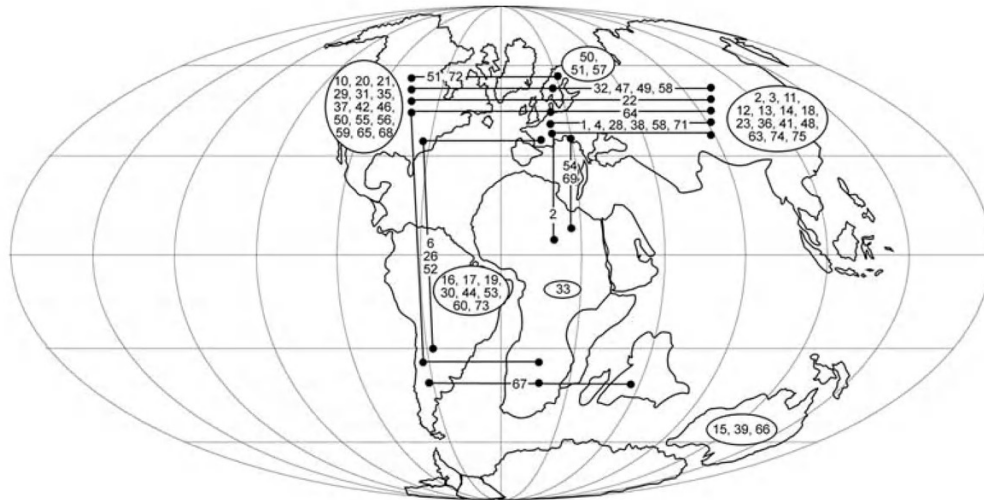 50,
51, 57
10, 20, 21
29, 31, 35,
37, 42, 46,
50, 55, 56,
59, 65, 68
51, 72
32, 47, 49, 58
22
64
1, 4, 28, 38, 58, 71
2, 3, 11,
12, 13, 14, 18,
23, 36, 41, 48,
63, 74, 75
54
69
2
6
26
52
16, 17, 19,
30, 44, 53,
60, 73
33
67
15, 39, 66